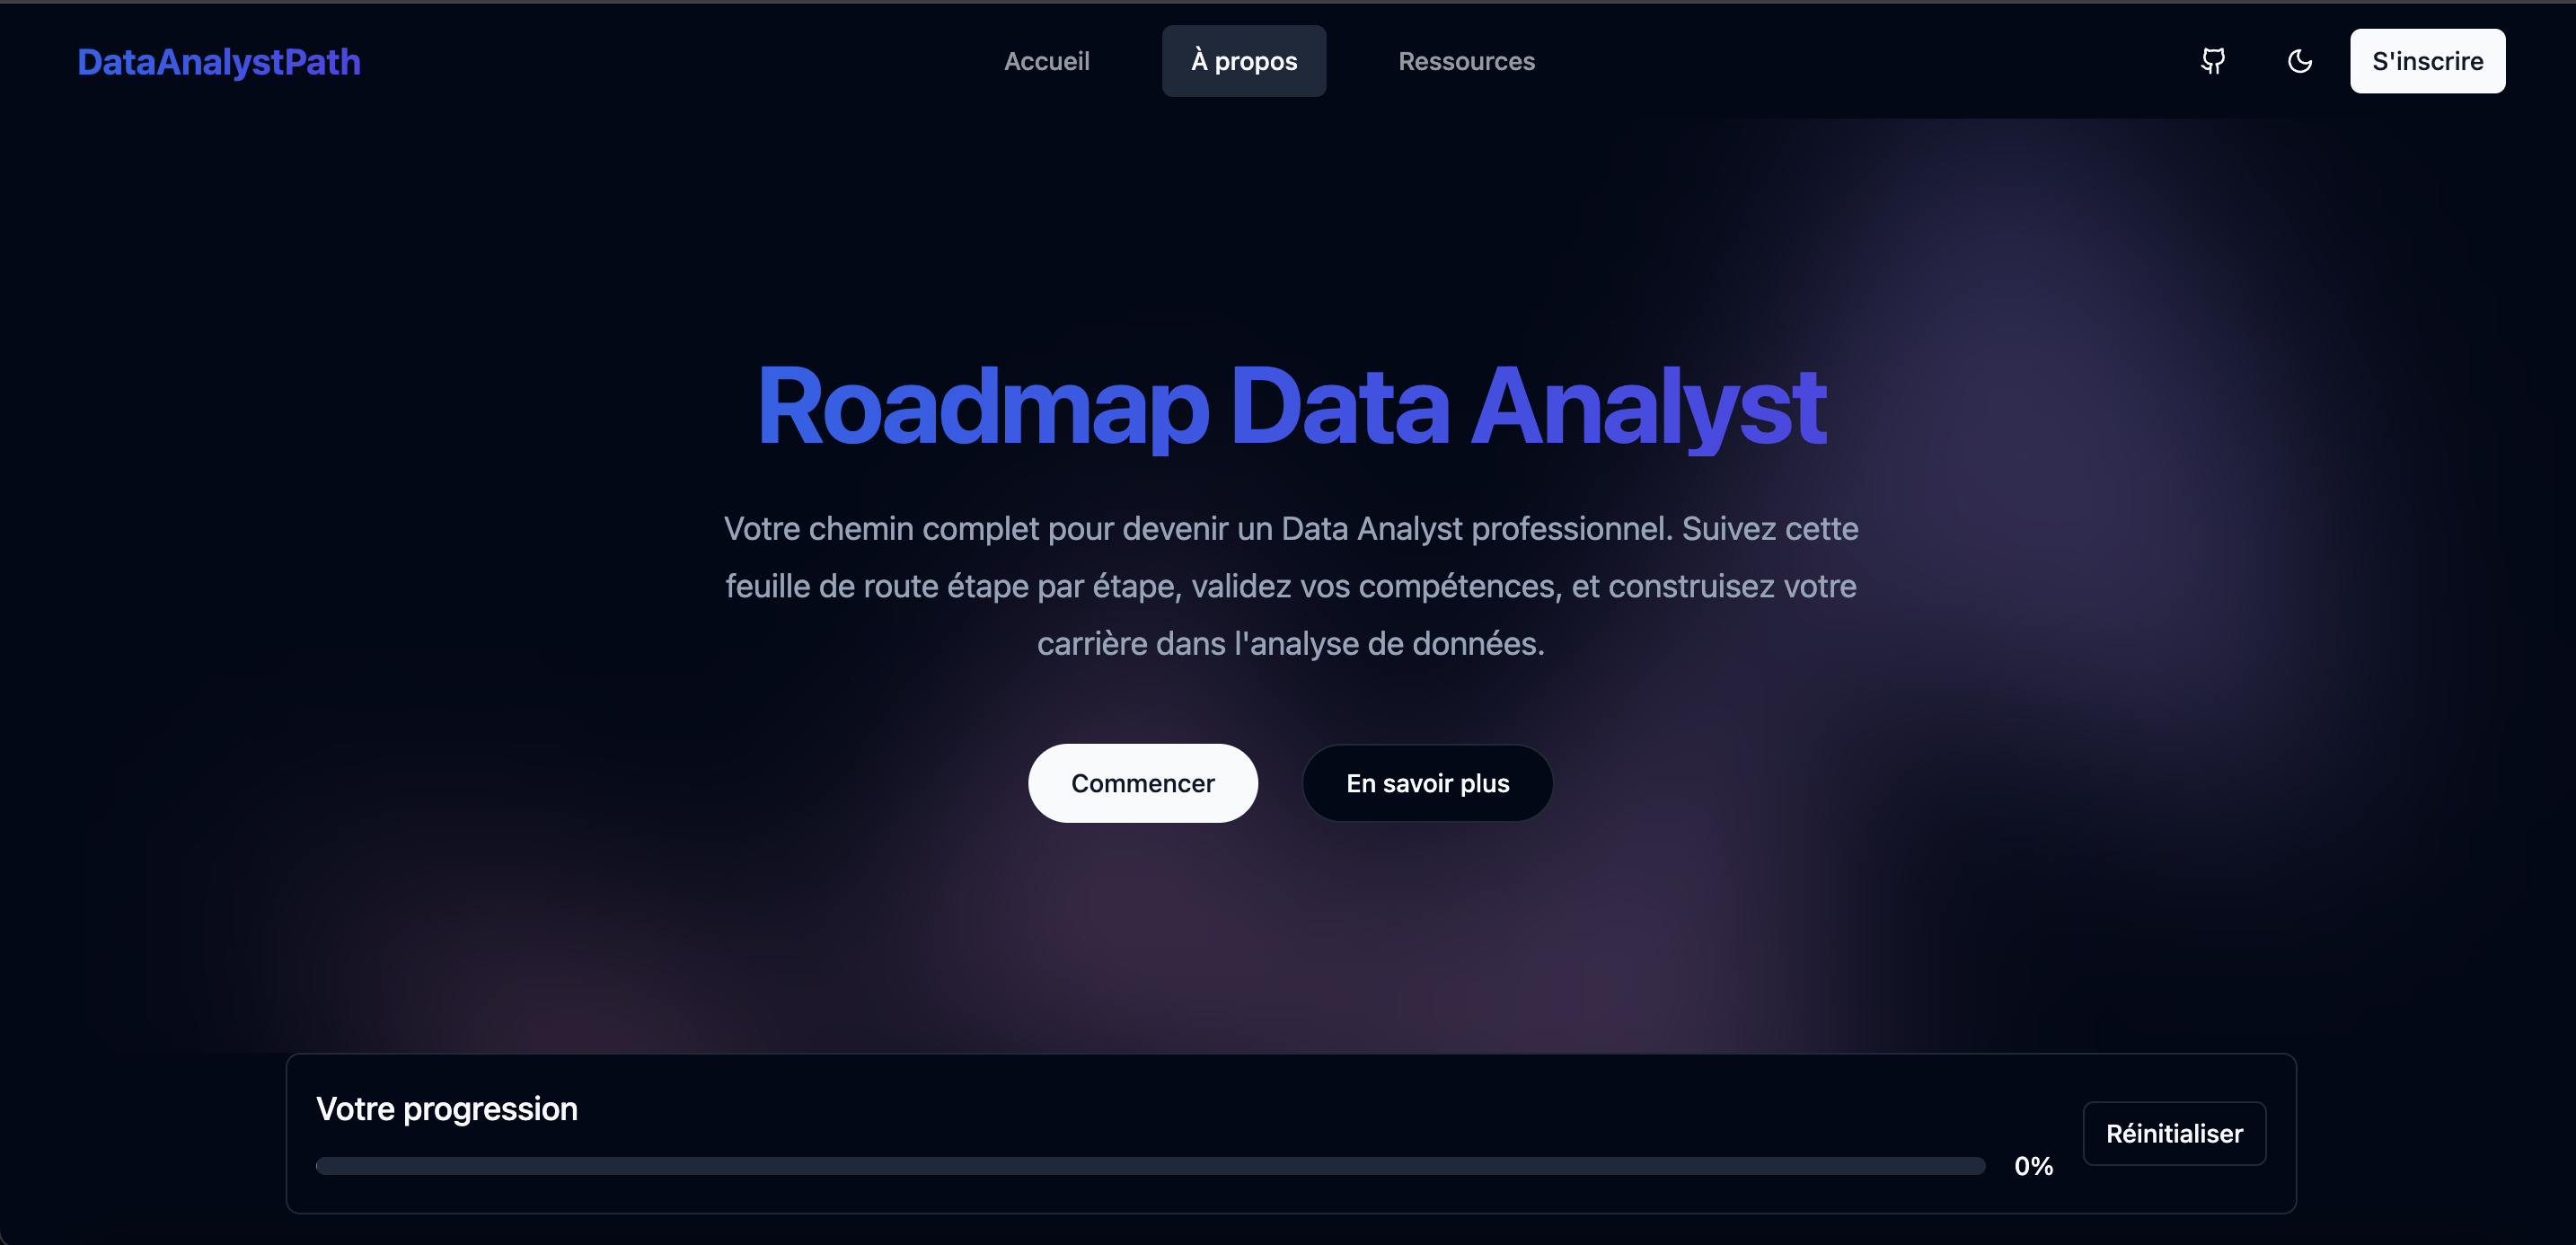 DataAnalystPath
Accueil
À propos
Ressources
S'inscrire
Roadmap Data Analyst
Votre chemin complet pour devenir un Data Analyst professionnel. Suivez cette
feuille de route étape par étape, validez vos compétences, et construisez votre
carrière dans l'analyse de données.
Commencer
En savoir plus
Votre progression
0%
Réinitialiser